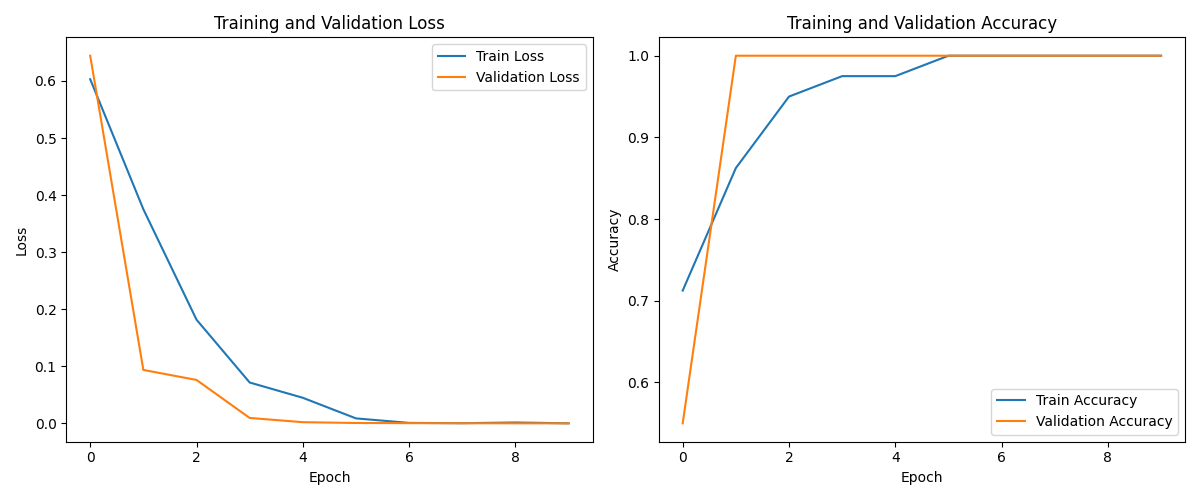 Training and Validation Loss
Train Loss
Validation Loss
0.6
0.5
0.4
0.3
0.2
0.1
0.0
Loss
0 2 4 6 8
Epoch
Training and Validation Accuracy
1.0
0.9
0.8
0.7
0.6
Accuracy
Train Accuracy
Validation Accuracy
0 2 4 6 8
Epoch